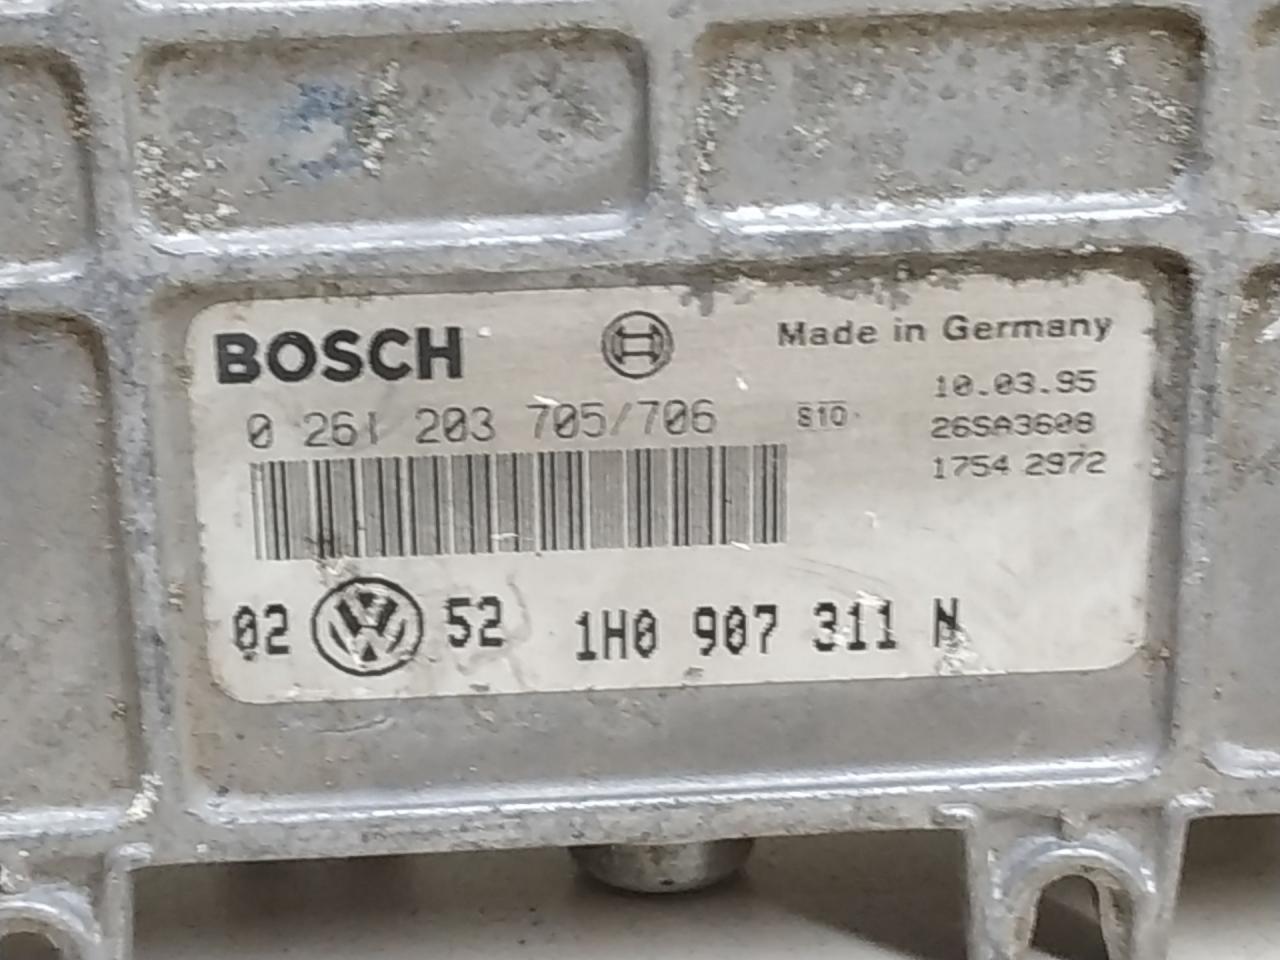 BOSCH Made in Germany
10.03.95
0 261 203 705/706 S10 26SA3608
1754 2972
02 52 1H0 907 311 N